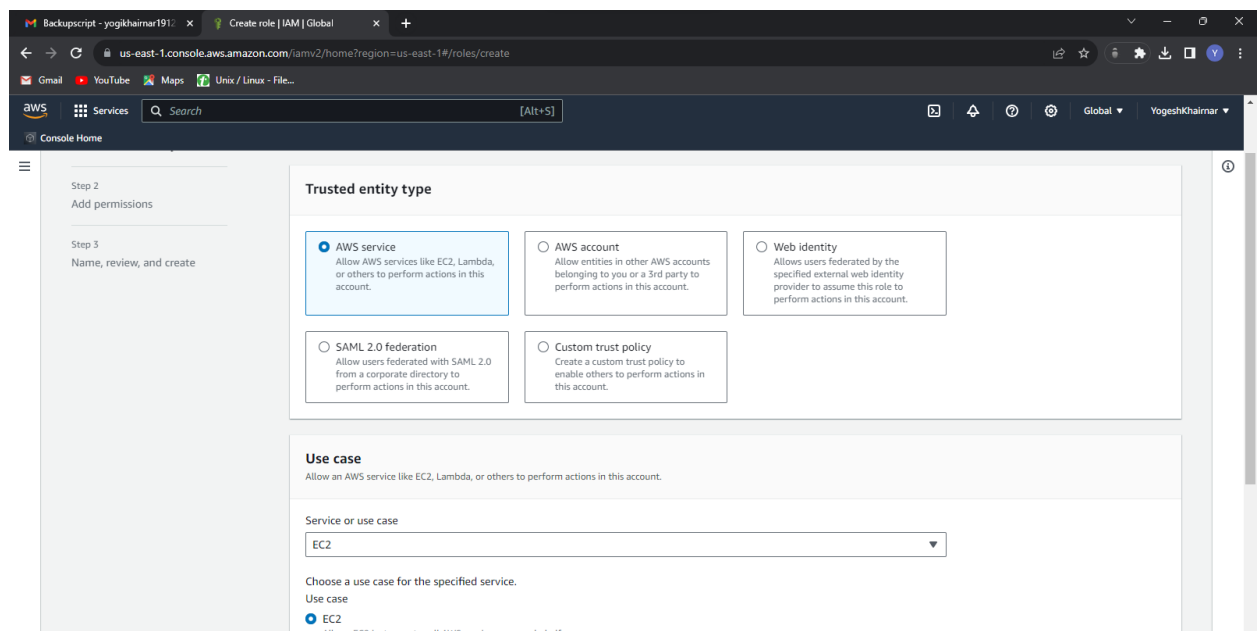 Backupscript - yogikhairnar1912
Create role | IAM | Global
us-east-1.console.aws.amazon.com/iamv2/home?region=us-east-1#/roles/create
Gmail
YouTube
Maps
Unix / Linux - File...
aws
Services
Search
[Alt+S]
Global
YogeshKhairnar
Console Home
Step 2
Add permissions
Step 3
Name, review, and create
Trusted entity type
AWS service
Allow AWS services like EC2, Lambda,
or others to perform actions in this
account.
AWS account
Allow entities in other AWS accounts
belonging to you or a 3rd party to
perform actions in this account.
Web identity
Allows users federated by the
specified external web identity
provider to assume this role to
perform actions in this account.
SAML 2.0 federation
Allow users federated with SAML 2.0
from a corporate directory to
perform actions in this account.
Custom trust policy
Create a custom trust policy to
enable others to perform actions in
this account.
Use case
Allow an AWS service like EC2, Lambda, or others to perform actions in this account.
Service or use case
EC2
Choose a use case for the specified service.
Use case
EC2